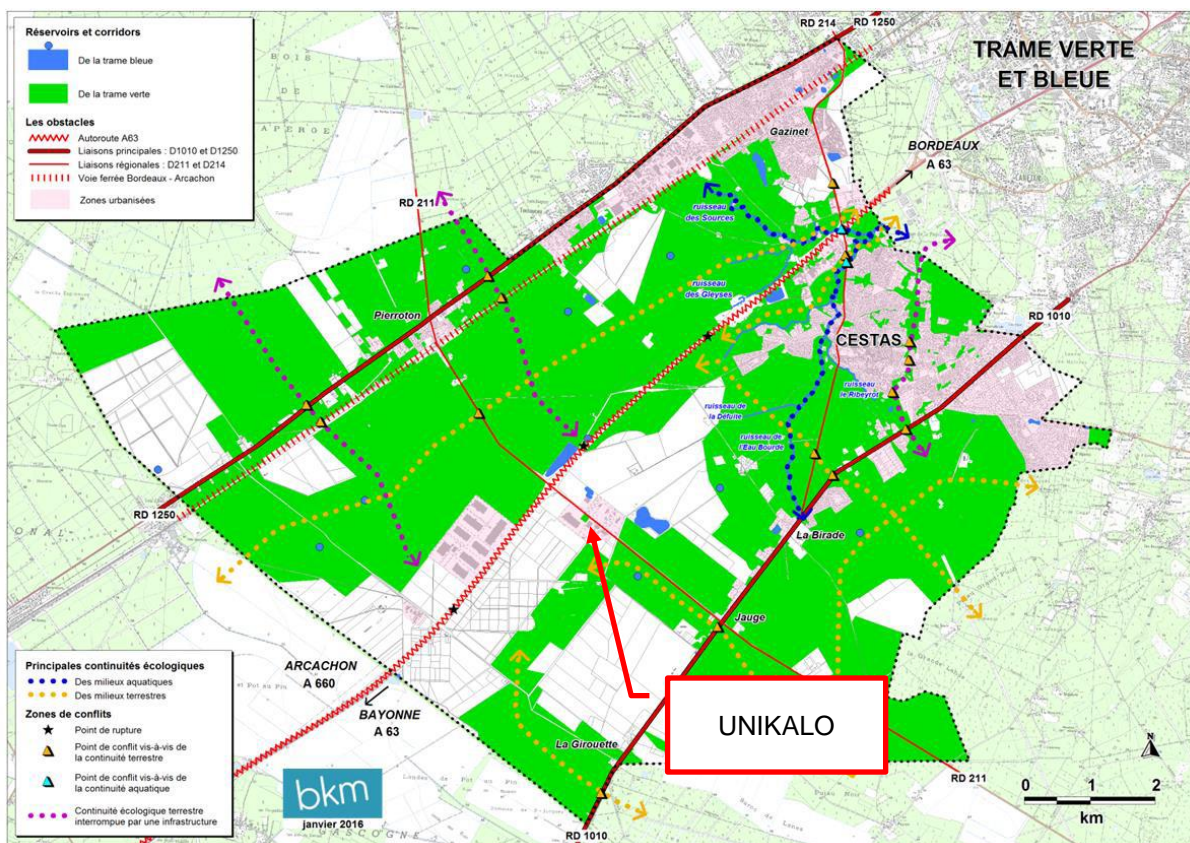 TRAME VERTE
ET BLEUE
Réservoirs et corridors
De la trame bleue
De la trame verte
Les obstacles
Autoroute A63
Liaisons principales : D1010 et D1250
Liaisons régionales : D211 et D214
Voie ferrée Bordeaux - Arcachon
Zones urbanisées
RD 214
RD 1250
Gazinet
BORDEAUX
A 63
RD 211
ruisseau
des Sources
ruisseau
des Gleyses
Pierroton
RD 1010
CESTAS
ruisseau
le Ribeyrot
ruisseau de
la Défuite
ruisseau de
l'Eau Bourde
RD 1250
La Birade
Jauge
ARCACHON
A 660
BAYONNE
A 63
La Girouette
UNIKALO
RD 211
RD 1010
Principales continuités écologiques
Des milieux aquatiques
Des milieux terrestres
Zones de conflits
Point de rupture
Point de conflit vis-à-vis de
la continuité terrestre
Point de conflit vis-à-vis de
la continuité aquatique
Continuité écologique terrestre
interrompue par une infrastructure
bkm
janvier 2016
GASCOGNE
N
0 1 2
km